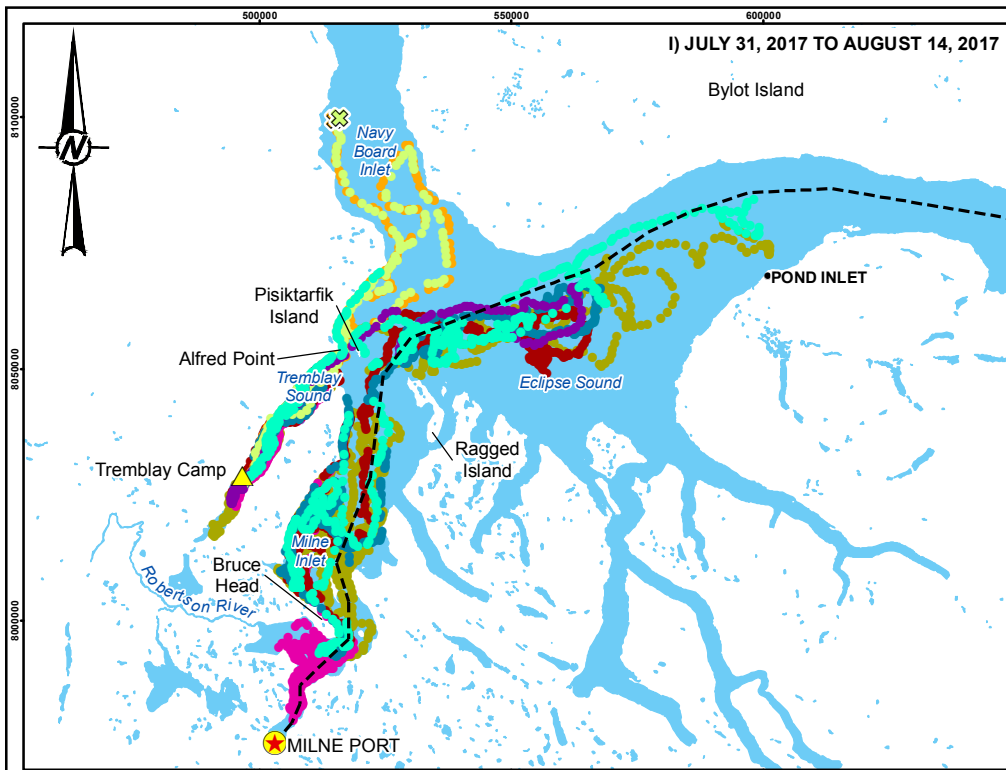 500000
550000
600000
I) JULY 31, 2017 TO AUGUST 14, 2017
Bylot Island
8100000
N
Navy
Board
Inlet
POND INLET
Pisiktarfik
Island
Alfred Point
8050000
Tremblay
Sound
Eclipse Sound
Ragged
Island
Tremblay Camp
Milne
Inlet
Bruce
Head
Robertson River
8000000
MILNE PORT